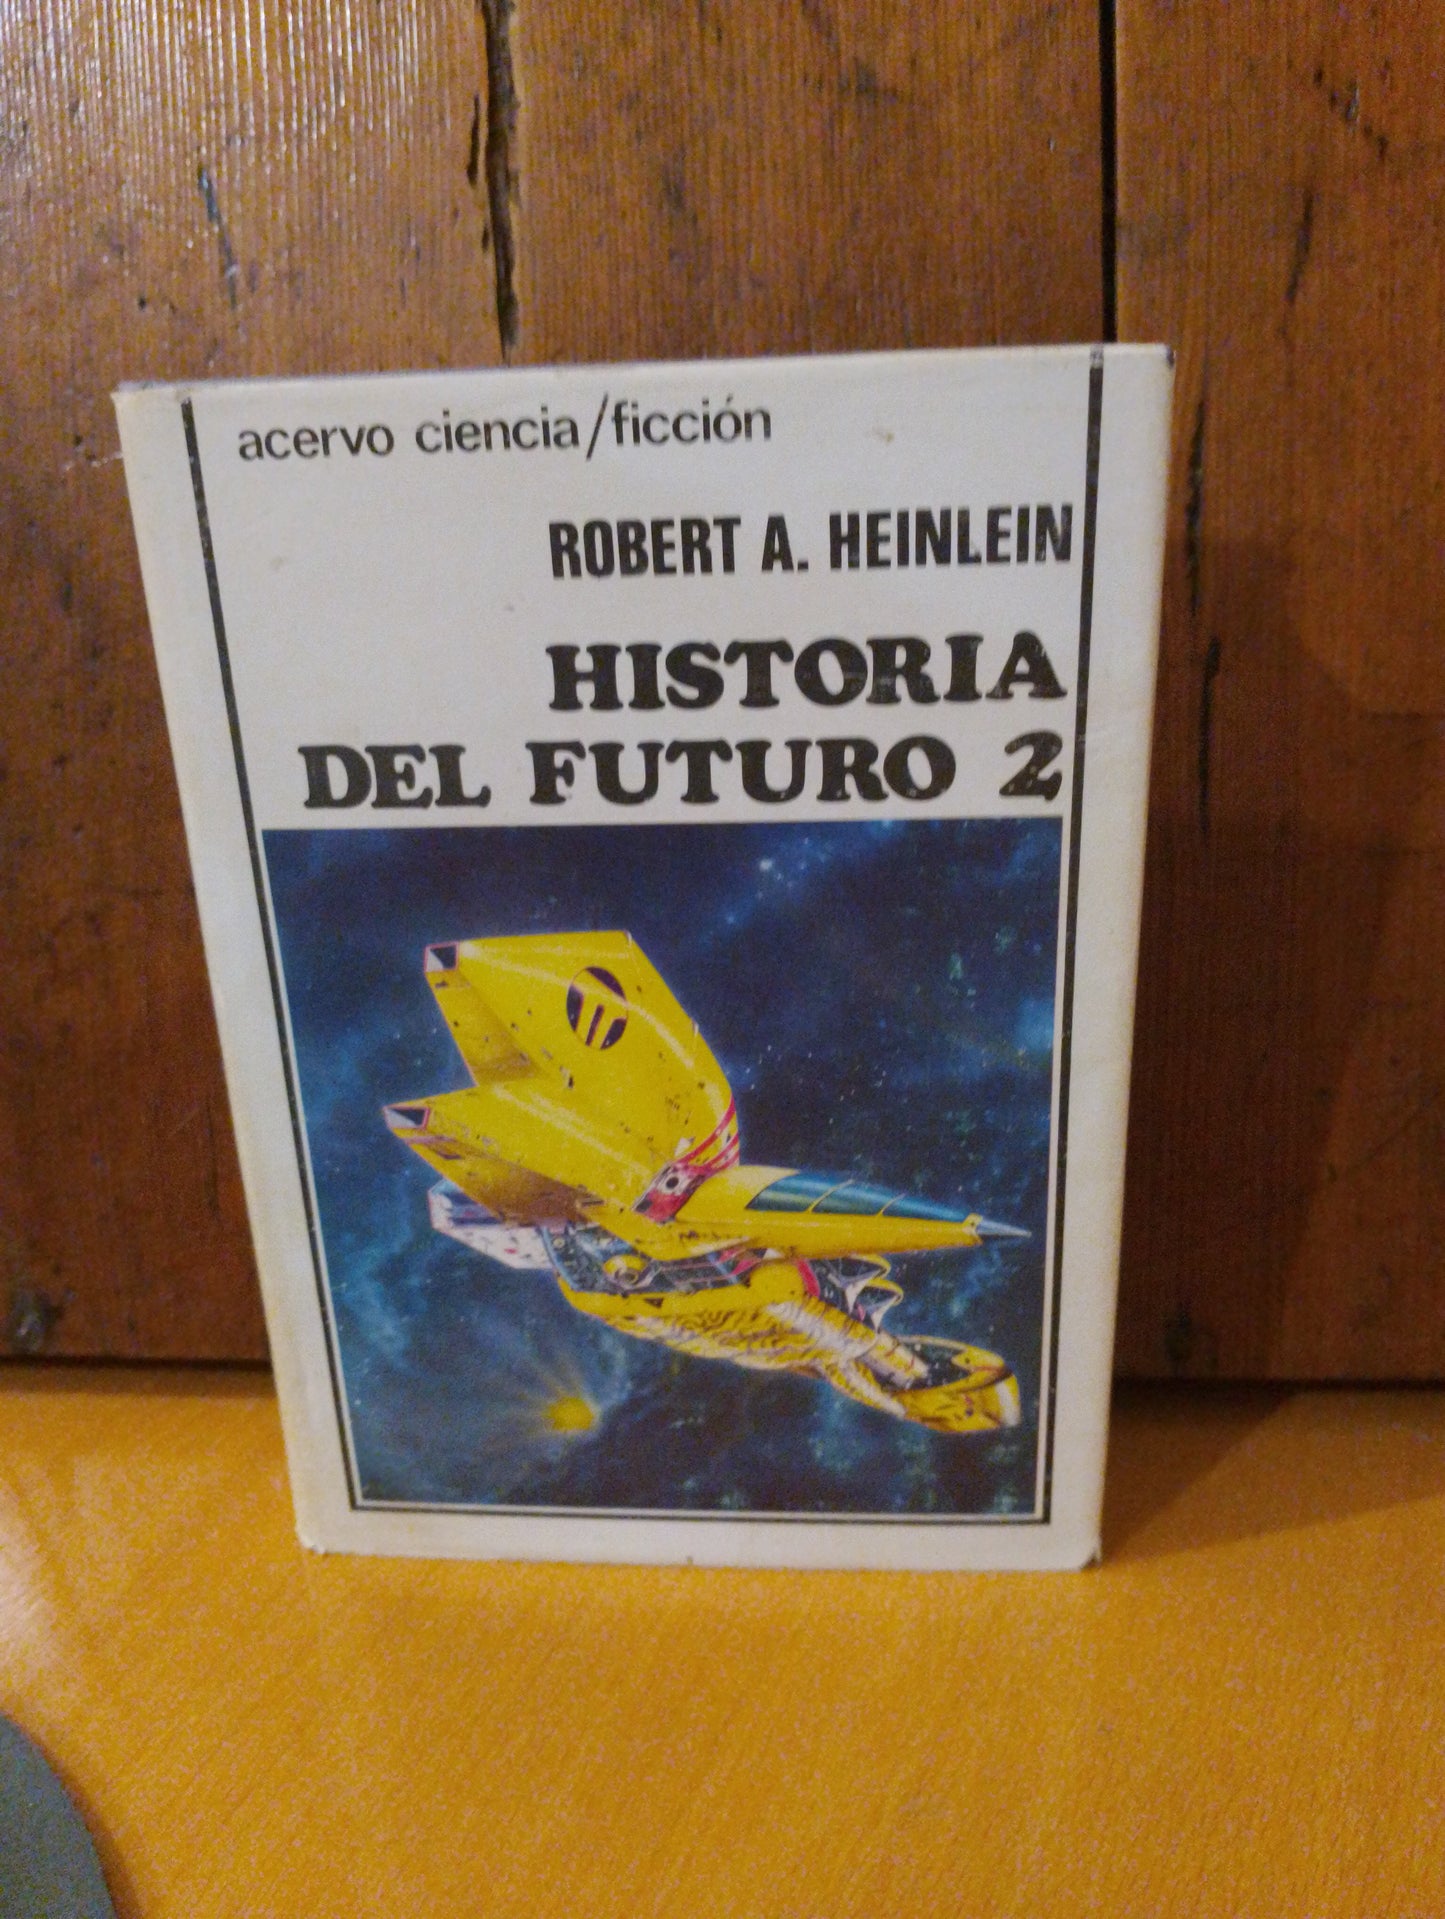 acervo ciencia/ficción
ROBERT A. HEINLEIN
HISTORIA
DEL FUTURO 2